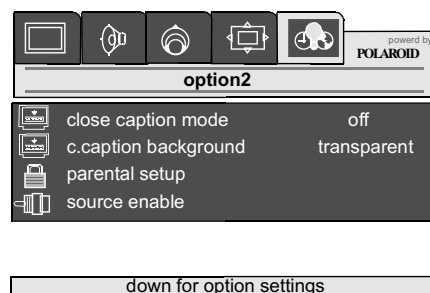 powerd by
POLAROID
option2
close caption mode off
c.caption background transparent
parental setup
source enable
down for option settings